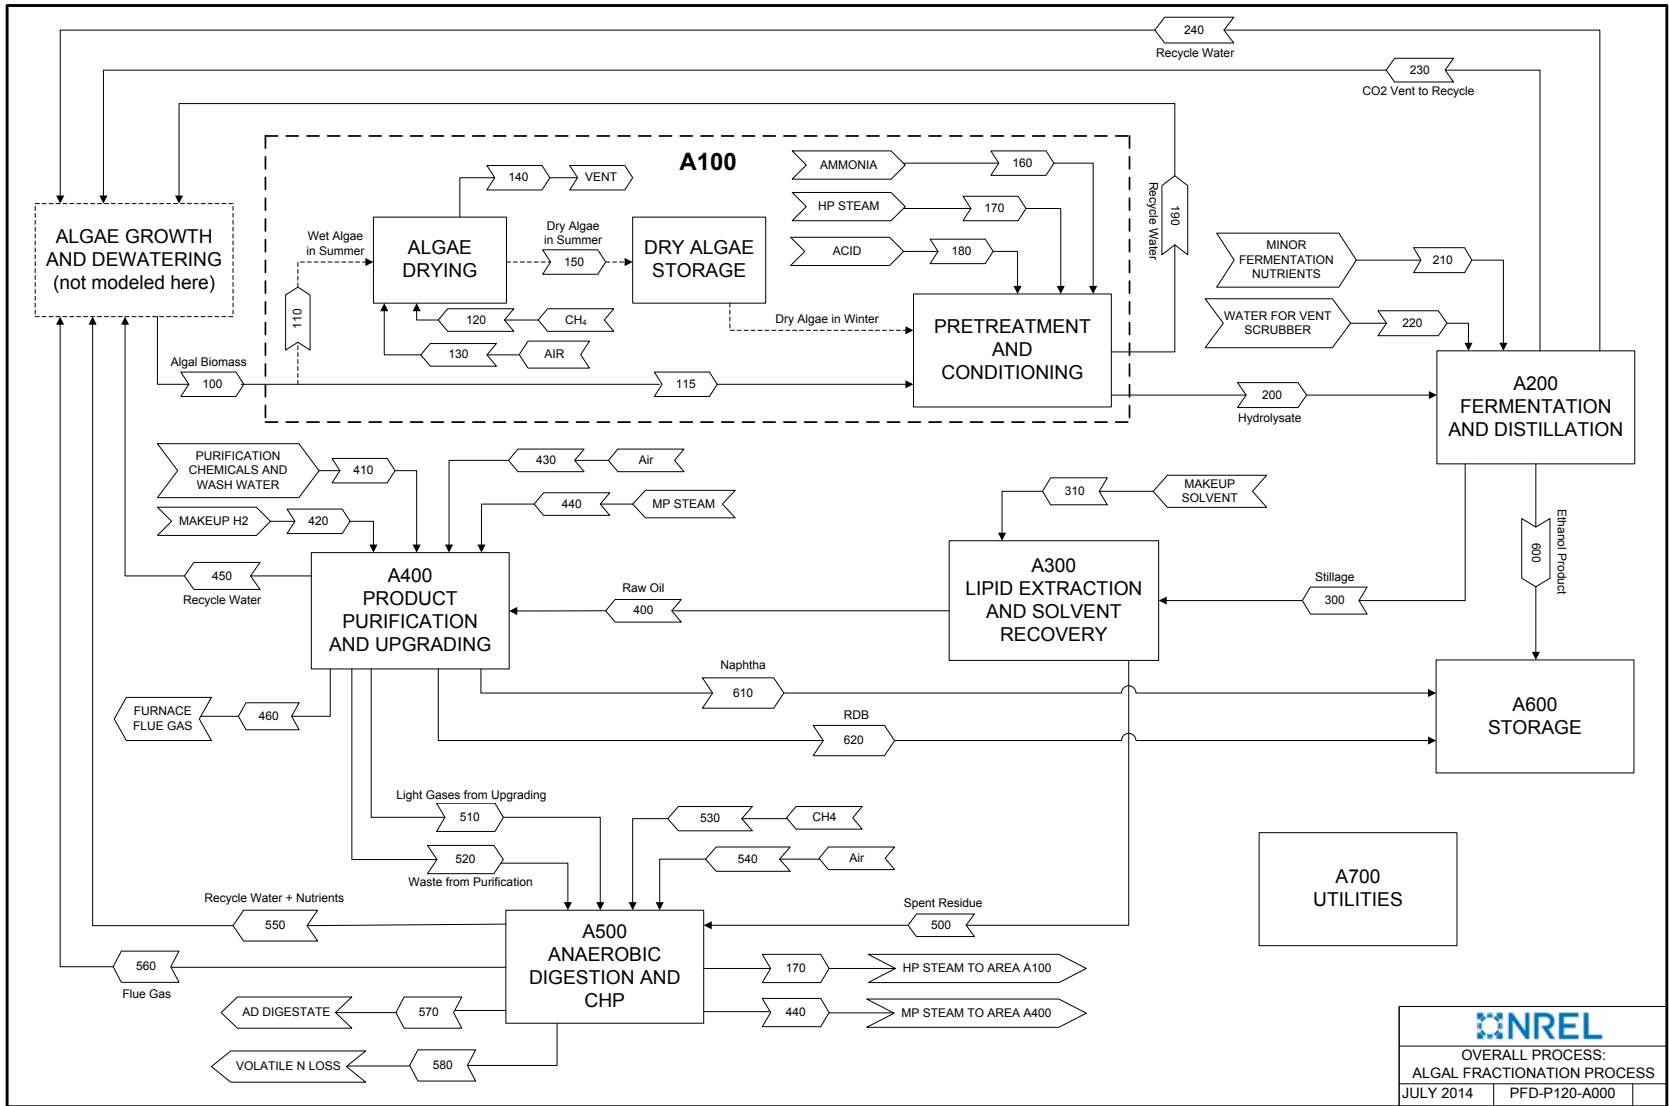 240
Recycle Water
230
CO2 Vent to Recycle
A100
140
VENT
AMMONIA
160
HP STEAM
170
ACID
180
190
Recycle Water
ALGAE GROWTH
AND DEWATERING
(not modeled here)
Wet Algae
in Summer
110
ALGAE
DRYING
Dry Algae
in Summer
150
DRY ALGAE
STORAGE
120
CH₄
130
AIR
Dry Algae in Winter
PRETREATMENT
AND
CONDITIONING
MINOR
FERMENTATION
NUTRIENTS
210
WATER FOR VENT
SCRUBBER
220
Algal Biomass
100
115
200
Hydrolysate
A200
FERMENTATION
AND DISTILLATION
PURIFICATION
CHEMICALS AND
WASH WATER
410
430
Air
MAKEUP H2
420
440
MP STEAM
310
MAKEUP
SOLVENT
600
Ethanol Product
450
Recycle Water
A400
PRODUCT
PURIFICATION
AND UPGRADING
Raw Oil
400
A300
LIPID EXTRACTION
AND SOLVENT
RECOVERY
Stillage
300
Naphtha
610
RDB
620
A600
STORAGE
FURNACE
FLUE GAS
460
Light Gases from Upgrading
510
520
Waste from Purification
530
CH4
540
Air
A700
UTILITIES
Recycle Water + Nutrients
550
560
Flue Gas
A500
ANAEROBIC
DIGESTION AND
CHP
Spent Residue
500
170
HP STEAM TO AREA A100
440
MP STEAM TO AREA A400
AD DIGESTATE
570
VOLATILE N LOSS
580
NREL
OVERALL PROCESS:
ALGAL FRACTIONATION PROCESS
JULY 2014
PFD-P120-A000